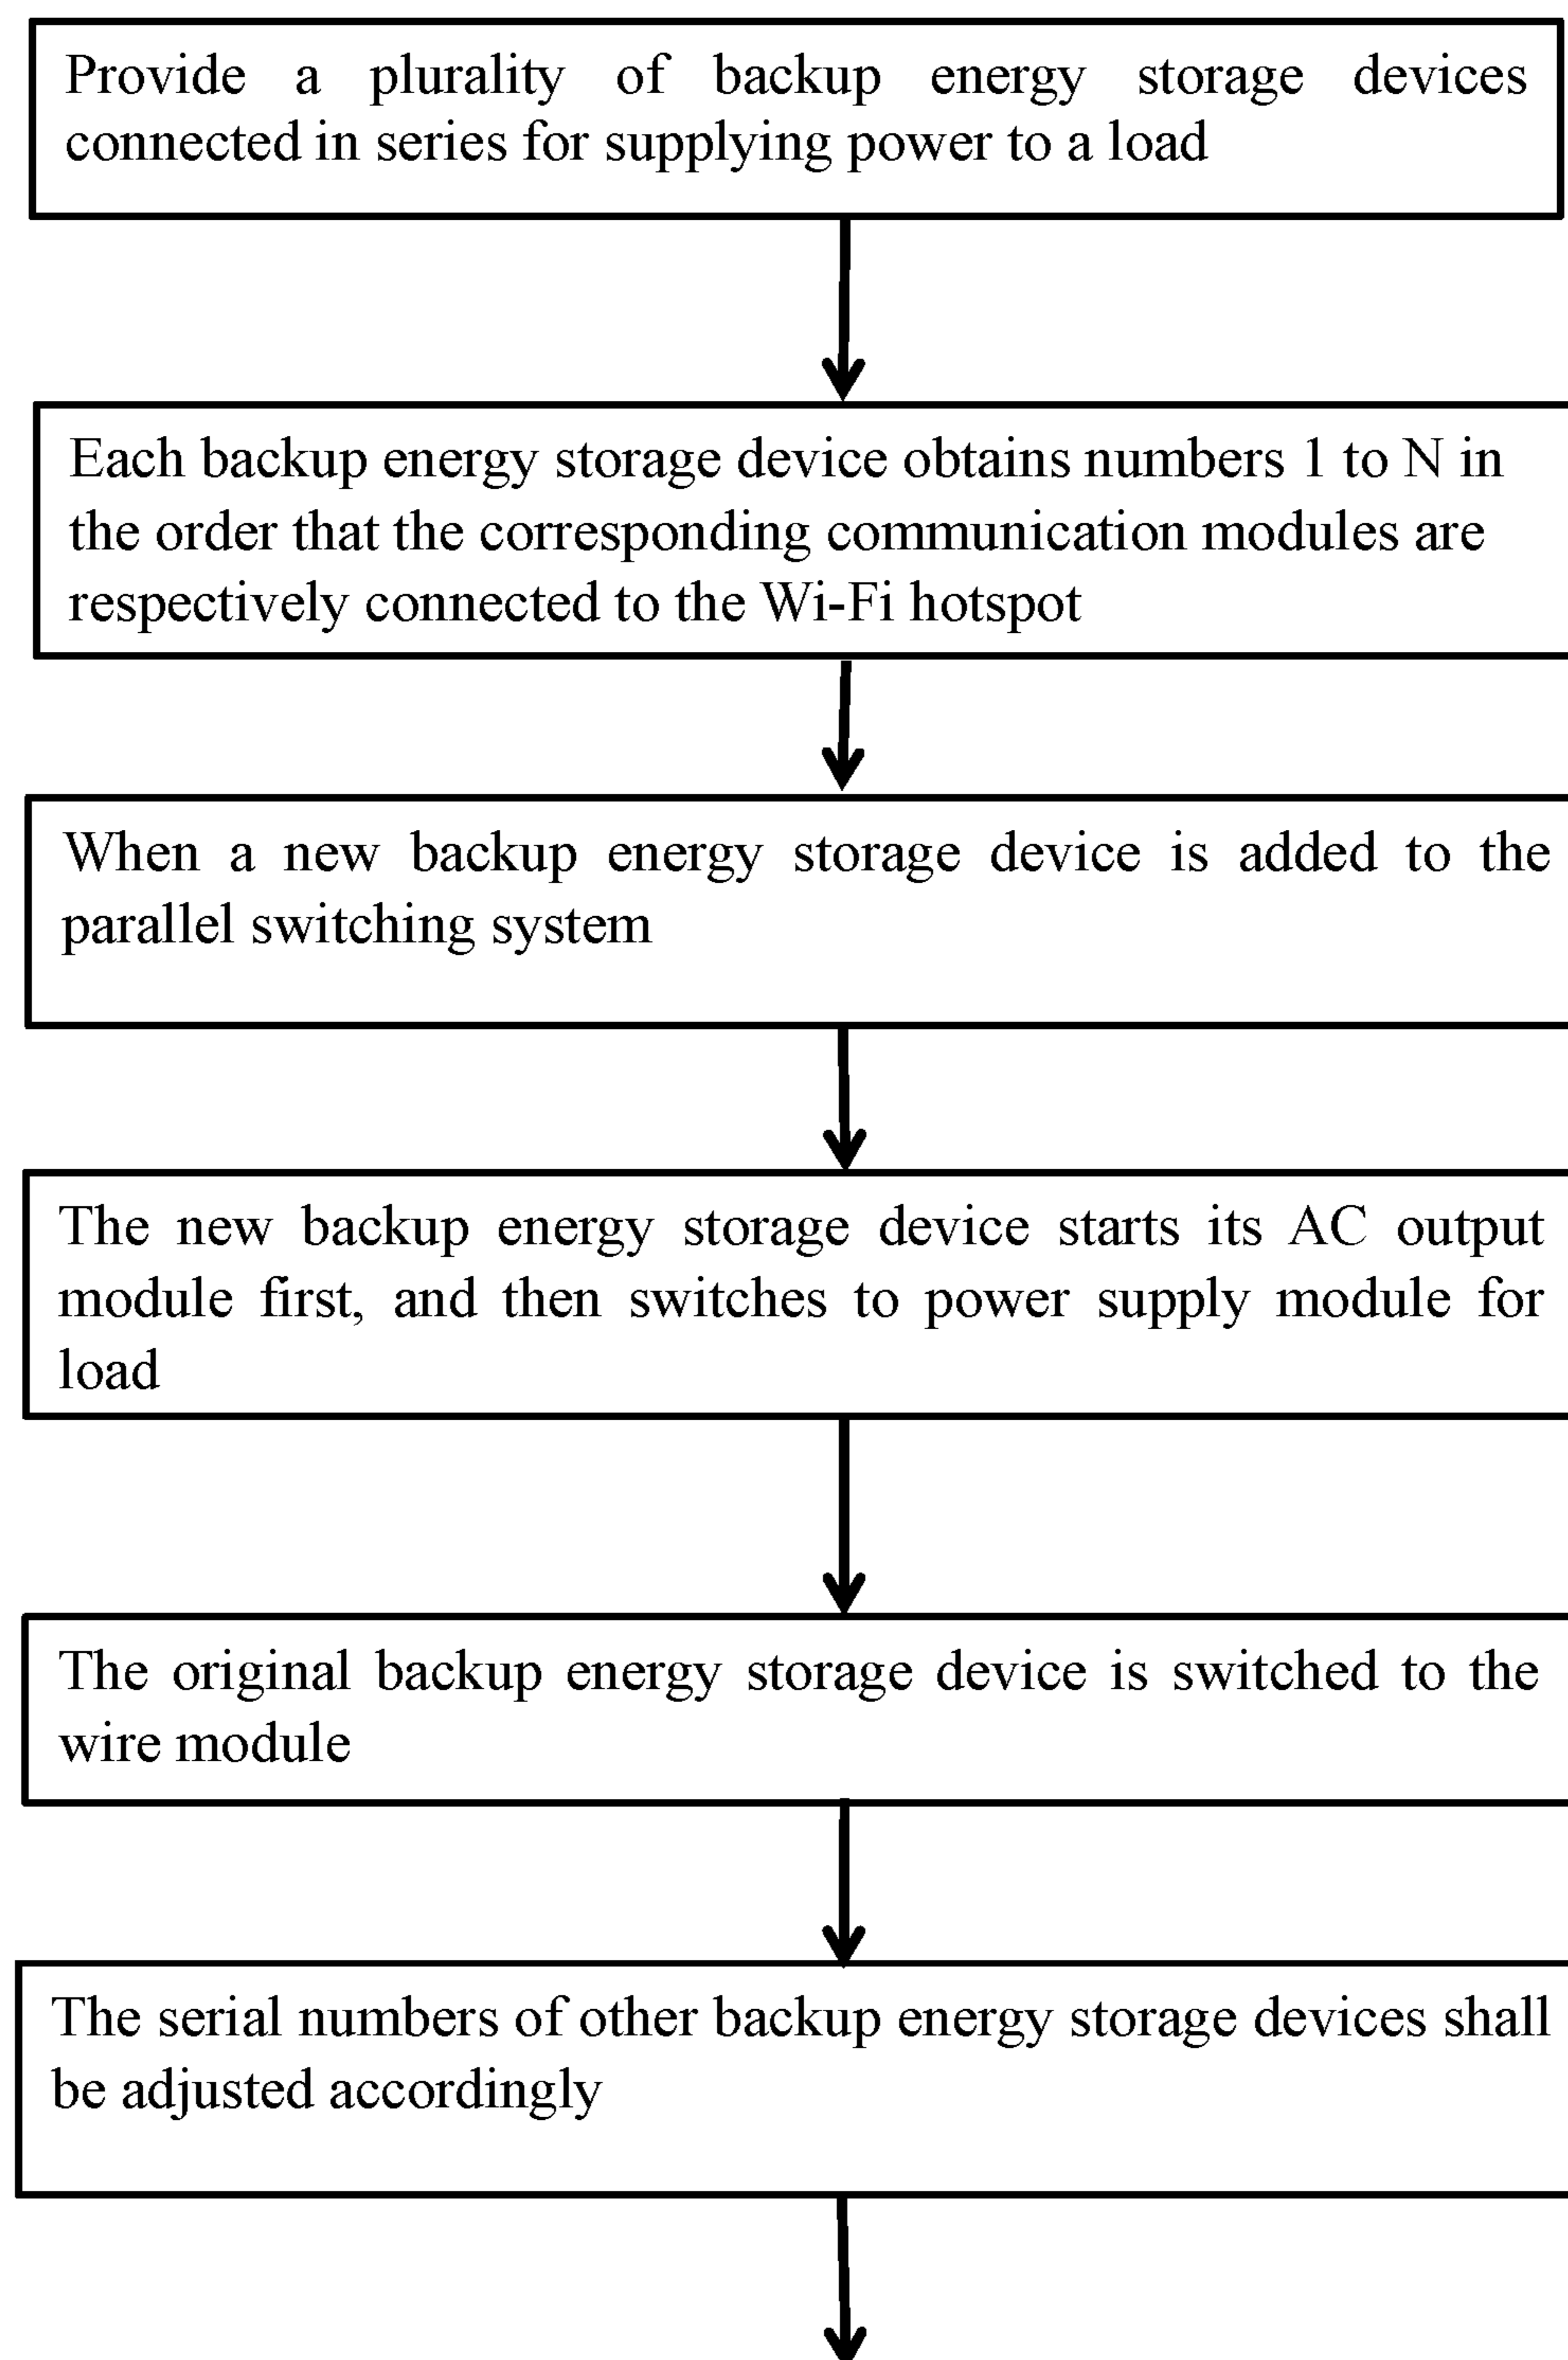 Provide a plurality of backup energy storage devices
connected in series for supplying power to a load
Each backup energy storage device obtains numbers 1 to N in
the order that the corresponding communication modules are
respectively connected to the Wi-Fi hotspot
When a new backup energy storage device is added to the
parallel switching system
The new backup energy storage device starts its AC output
module first, and then switches to power supply module for
load
The original backup energy storage device is switched to the
wire module
The serial numbers of other backup energy storage devices shall
be adjusted accordingly